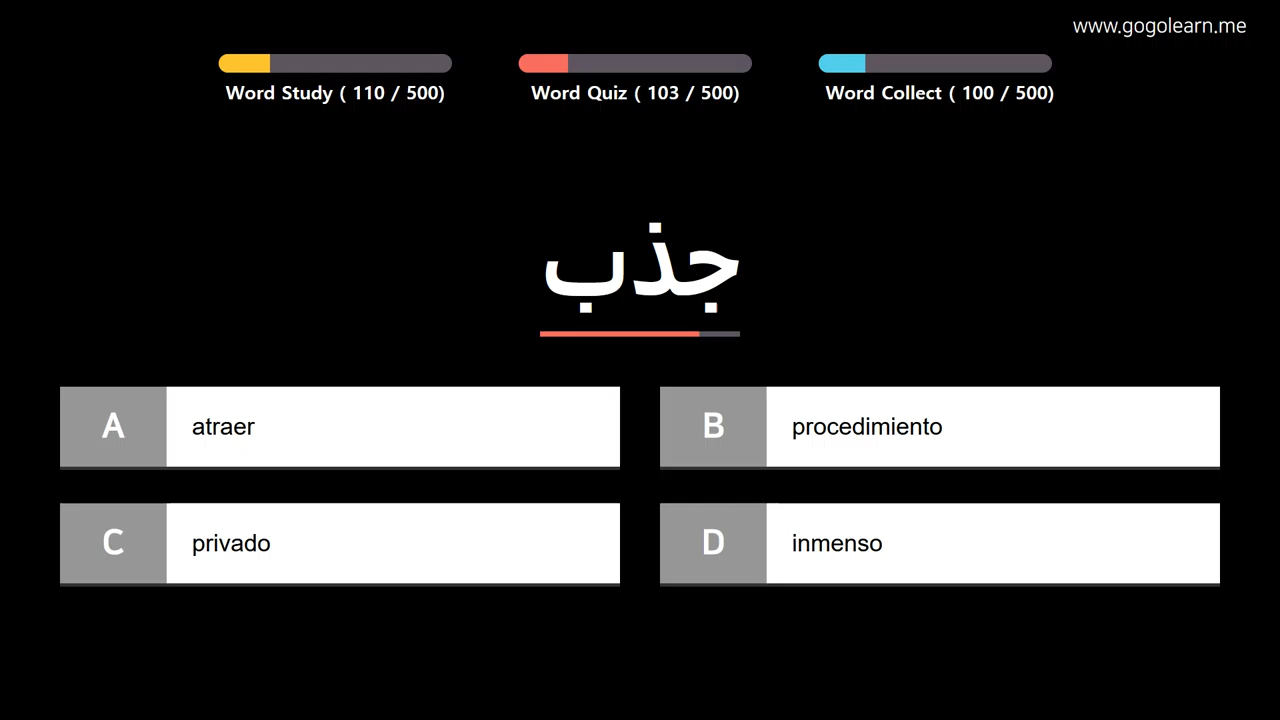 www.gogolearn.me
Word Study ( 110 / 500)
Word Quiz ( 103 / 500)
Word Collect ( 100 / 500)
جذب
A atraer
B procedimiento
C privado
D inmenso